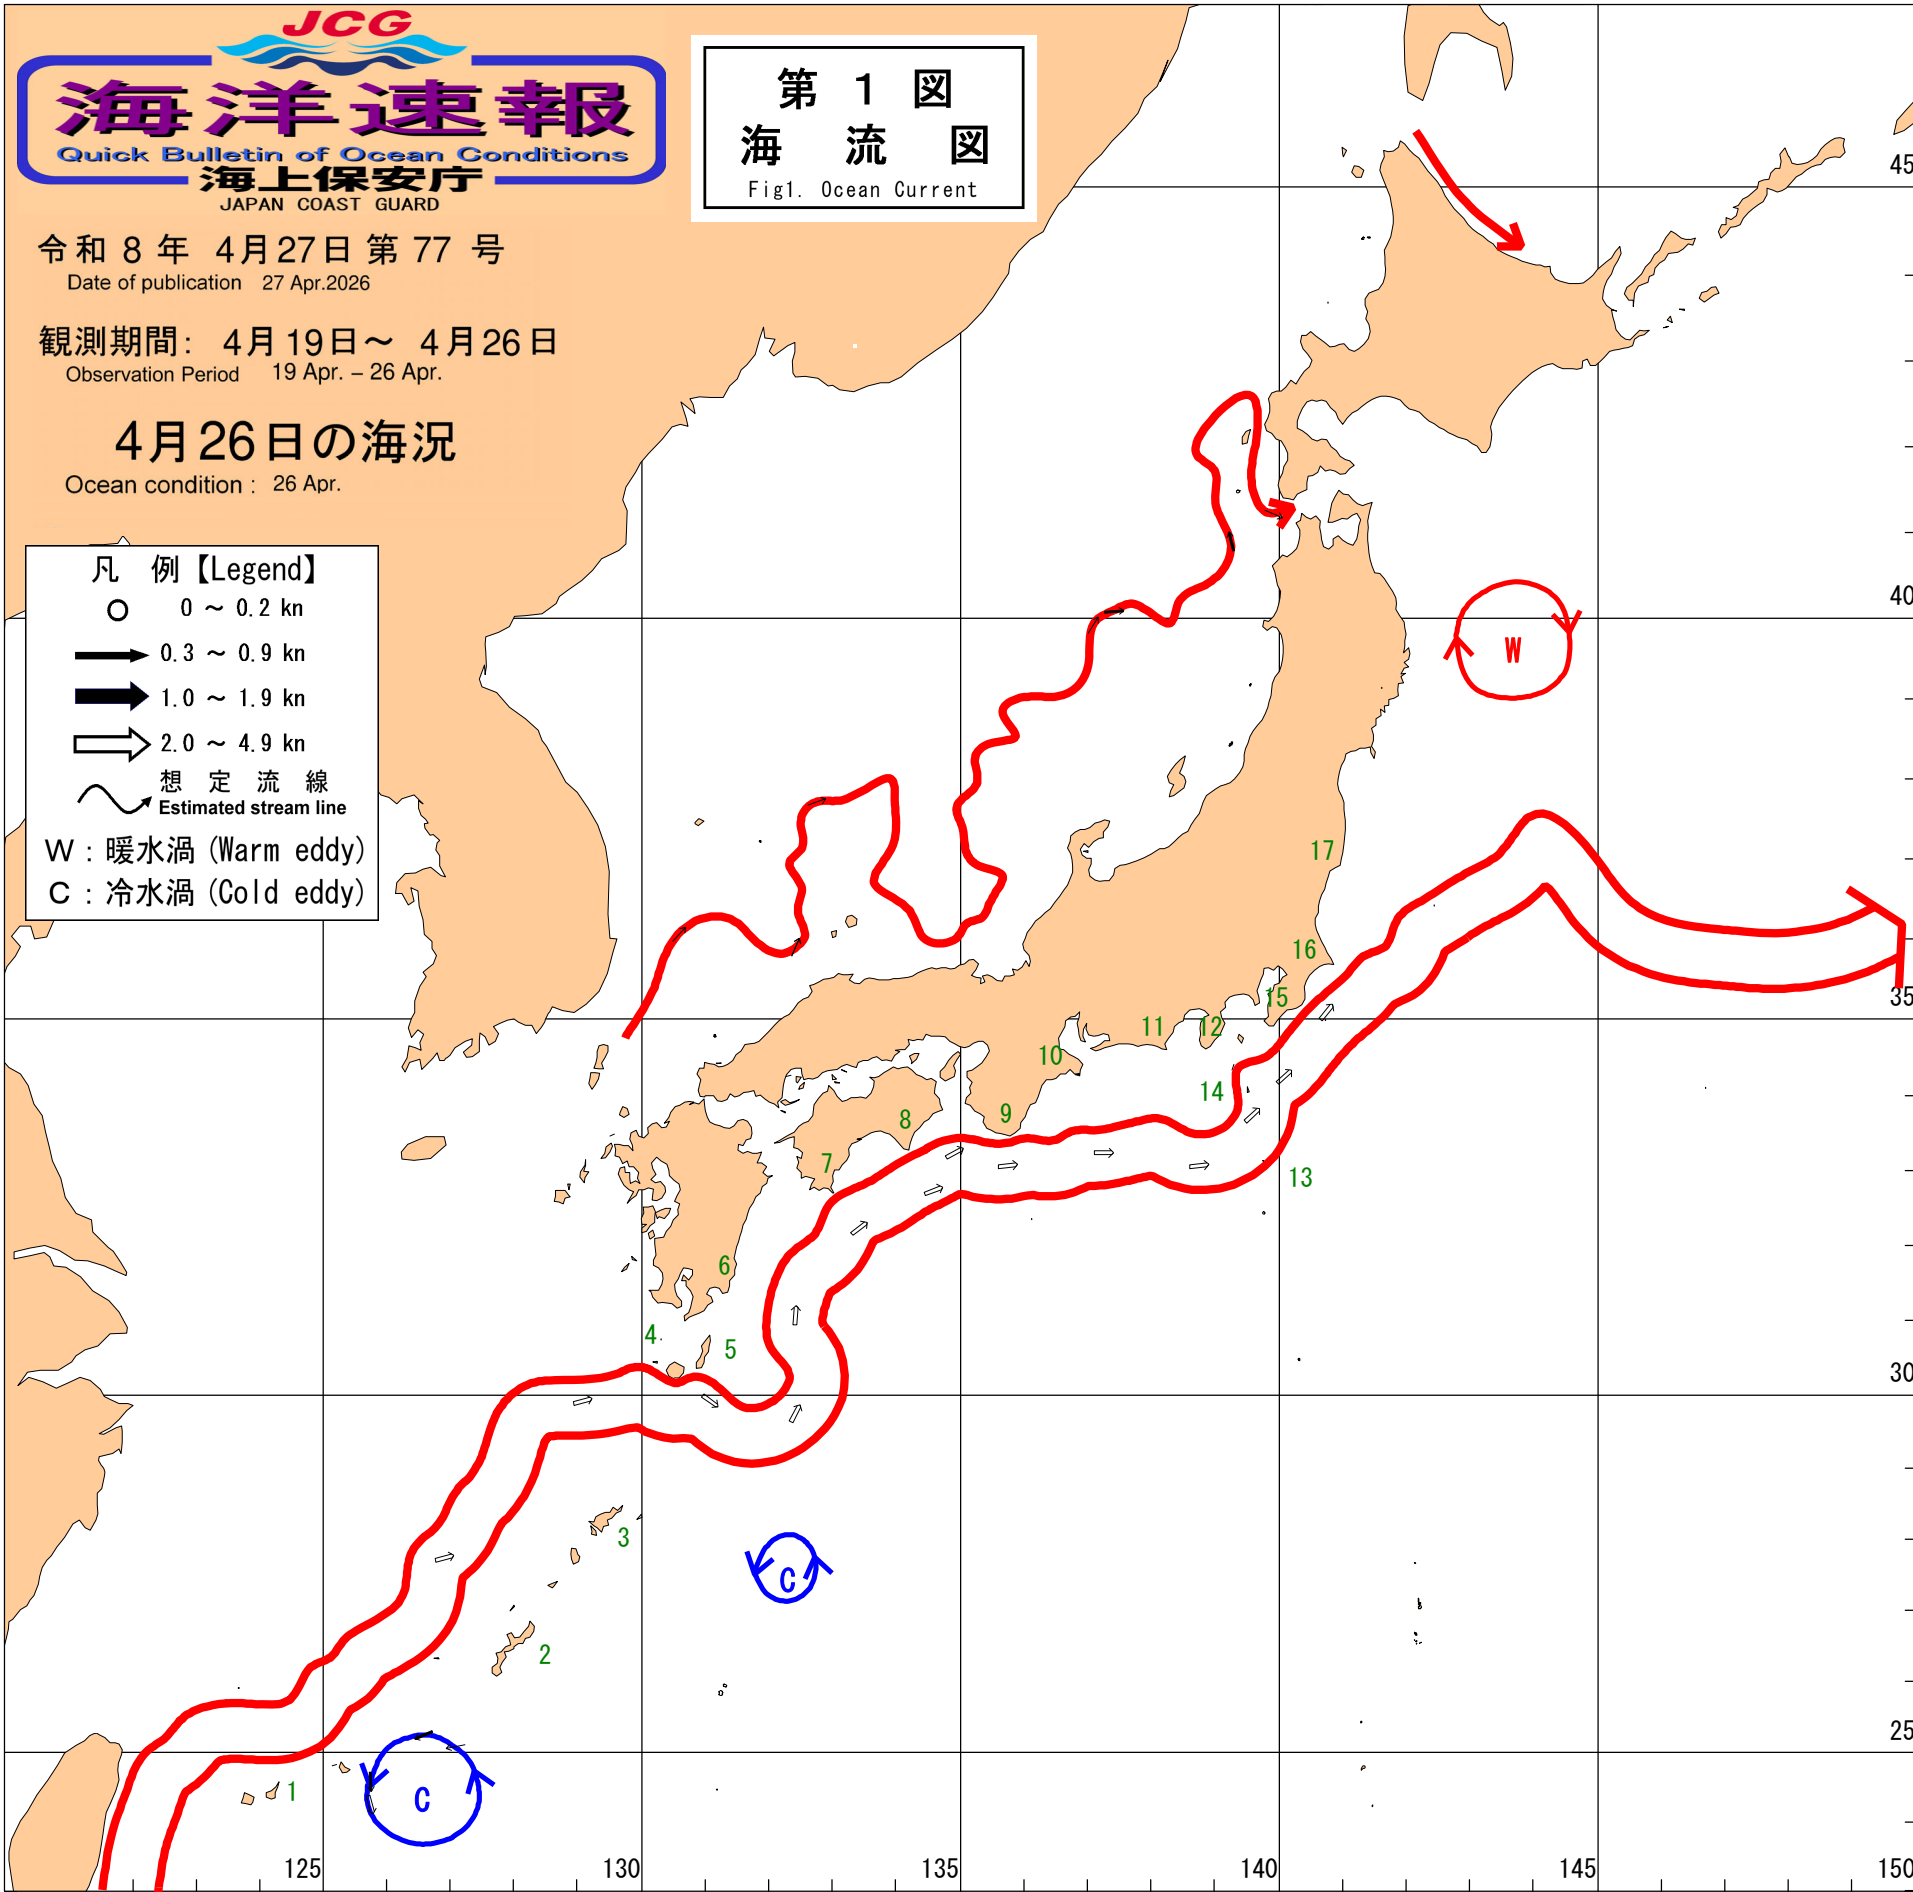 JCG
海洋速報
Quick Bulletin of Ocean Conditions
海上保安庁
JAPAN COAST GUARD
令和 8 年 4月27日 第 77 号
Date of publication 27 Apr.2026
観測期間: 4月19日～ 4月26日
Observation Period 19 Apr. – 26 Apr.
4月26日の海況
Ocean condition : 26 Apr.
第 1 図
海 流 図
Fig1. Ocean Current
凡 例【Legend】
0 ～ 0.2 kn
0.3 ～ 0.9 kn
1.0 ～ 1.9 kn
2.0 ～ 4.9 kn
想 定 流 線
Estimated stream line
W : 暖水渦 (Warm eddy)
C : 冷水渦 (Cold eddy)
45
40
W
17
16
35
15
11
12
10
14
9
8
7
13
6
4
5
30
3
C
2
25
1
C
125
130
135
140
145
150